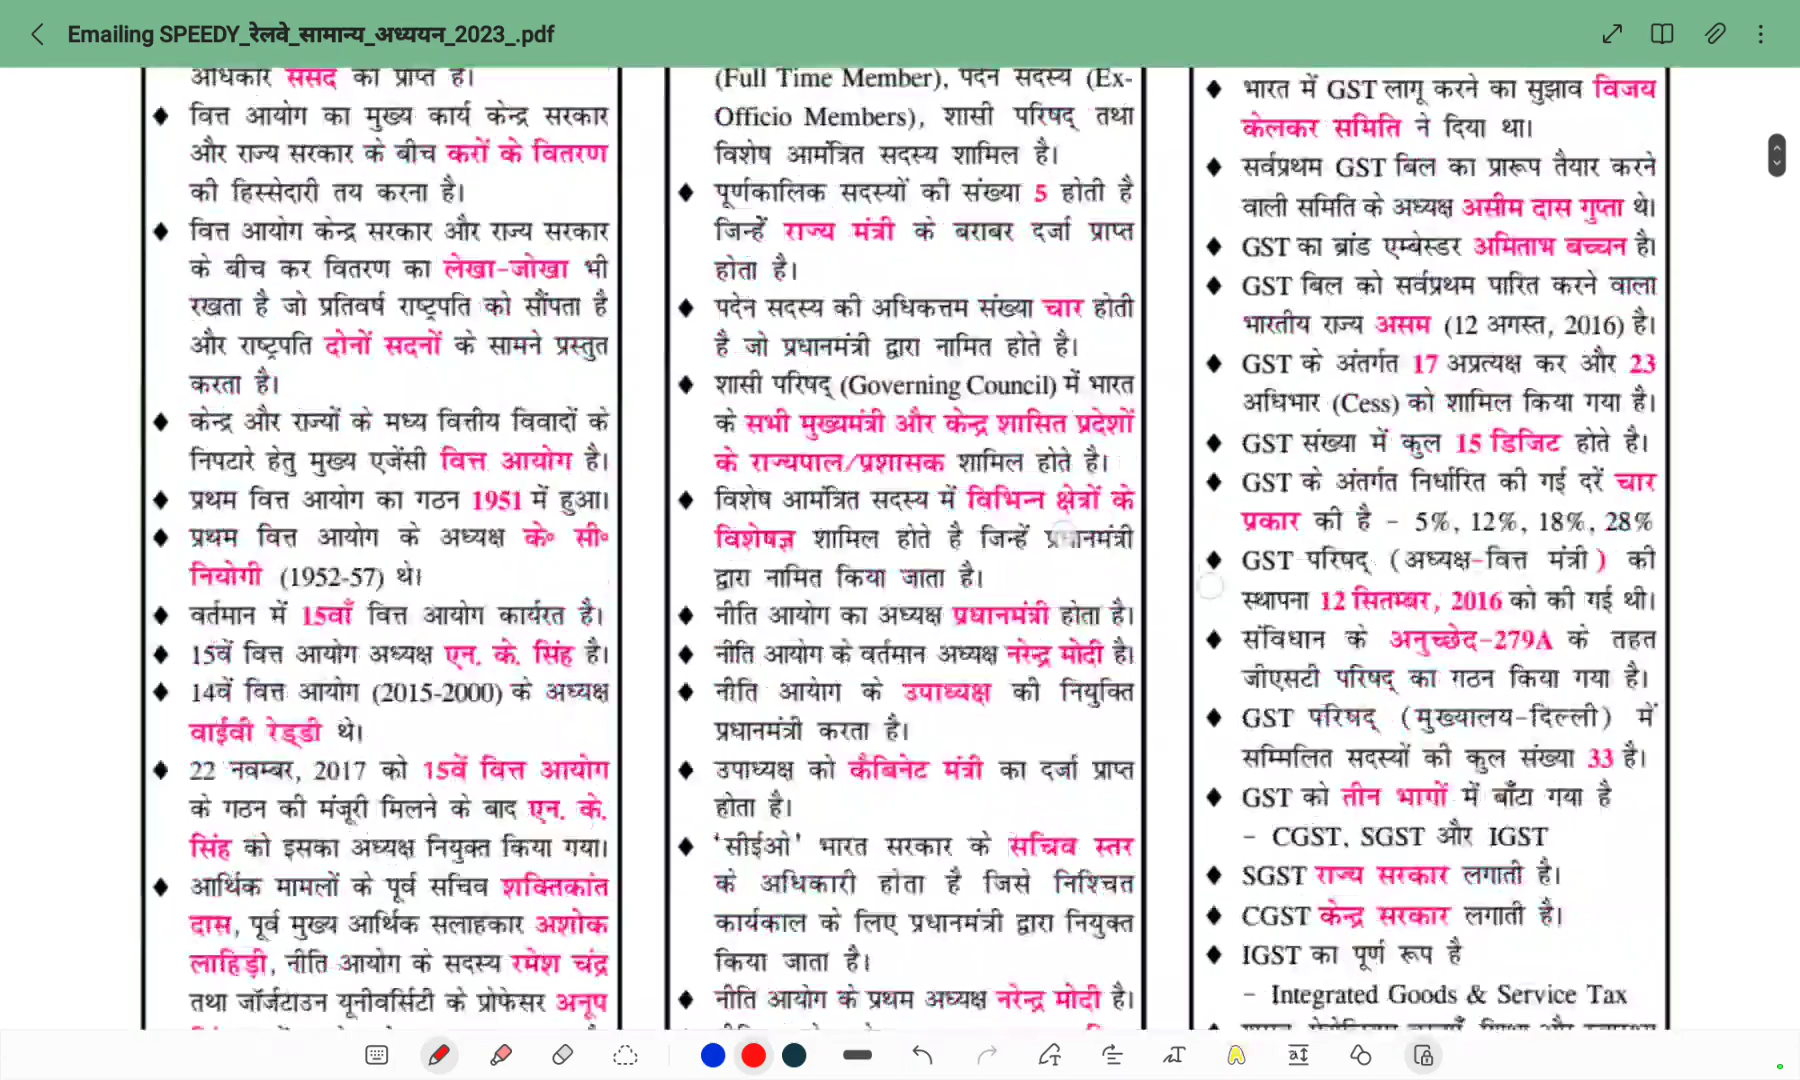 Emailing SPEEDY_रेलवे_सामान्य_अध्ययन_2023_.pdf
अधिकार संसद को प्राप्त है।
वित्त आयोग का मुख्य कार्य केन्द्र सरकार
और राज्य सरकार के बीच करों के वितरण
की हिस्सेदारी तय करना है।
वित्त आयोग केन्द्र सरकार और राज्य सरकार
के बीच कर वितरण का लेखा-जोखा भी
रखता है जो प्रतिवर्ष राष्ट्रपति को सौंपता है
और राष्ट्रपति दोनों सदनों के सामने प्रस्तुत
करता है।
केन्द्र और राज्यों के मध्य वित्तीय विवादों के
निपटारे हेतु मुख्य एजेंसी वित्त आयोग है।
प्रथम वित्त आयोग का गठन 1951 में हुआ।
प्रथम वित्त आयोग के अध्यक्ष के॰ सी॰
नियोगी (1952-57) थे।
वर्तमान में 15वाँ वित्त आयोग कार्यरत है।
15वें वित्त आयोग अध्यक्ष एन. के. सिंह है।
14वें वित्त आयोग (2015-2000) के अध्यक्ष
वाईवी रेड्डी थे।
22 नवम्बर, 2017 को 15वें वित्त आयोग
के गठन की मंजूरी मिलने के बाद एन. के.
सिंह को इसका अध्यक्ष नियुक्त किया गया।
आर्थिक मामलों के पूर्व सचिव शक्तिकांत
दास, पूर्व मुख्य आर्थिक सलाहकार अशोक
लाहिड़ी, नीति आयोग के सदस्य रमेश चंद्र
तथा जॉर्जटाउन यूनीवर्सिटी के प्रोफेसर अनूप
(Full Time Member), पदेन सदस्य (Ex-
Officio Members), शासी परिषद् तथा
विशेष आमंत्रित सदस्य शामिल है।
पूर्णकालिक सदस्यों की संख्या 5 होती है
जिन्हें राज्य मंत्री के बराबर दर्जा प्राप्त
होता है।
पदेन सदस्य की अधिकत्तम संख्या चार होती
है जो प्रधानमंत्री द्वारा नामित होते है।
शासी परिषद् (Governing Council) में भारत
के सभी मुख्यमंत्री और केन्द्र शासित प्रदेशों
के राज्यपाल/प्रशासक शामिल होते है।
विशेष आमंत्रित सदस्य में विभिन्न क्षेत्रों के
विशेषज्ञ शामिल होते है जिन्हें प्रधानमंत्री
द्वारा नामित किया जाता है।
नीति आयोग का अध्यक्ष प्रधानमंत्री होता है।
नीति आयोग के वर्तमान अध्यक्ष नरेन्द्र मोदी है।
नीति आयोग के उपाध्यक्ष की नियुक्ति
प्रधानमंत्री करता है।
उपाध्यक्ष को कैबिनेट मंत्री का दर्जा प्राप्त
होता है।
'सीईओ' भारत सरकार के सचिव स्तर
के अधिकारी होता है जिसे निश्चित
कार्यकाल के लिए प्रधानमंत्री द्वारा नियुक्त
किया जाता है।
नीति आयोग के प्रथम अध्यक्ष नरेन्द्र मोदी है।
भारत में GST लागू करने का सुझाव विजय
केलकर समिति ने दिया था।
सर्वप्रथम GST बिल का प्रारूप तैयार करने
वाली समिति के अध्यक्ष असीम दास गुप्ता थे।
GST का ब्रांड एम्बेस्डर अमिताभ बच्चन है।
GST बिल को सर्वप्रथम पारित करने वाला
भारतीय राज्य असम (12 अगस्त, 2016) है।
GST के अंतर्गत 17 अप्रत्यक्ष कर और 23
अधिभार (Cess) को शामिल किया गया है।
GST संख्या में कुल 15 डिजिट होते है।
GST के अंतर्गत निर्धारित की गई दरें चार
प्रकार की है - 5%, 12%, 18%, 28%
GST परिषद् (अध्यक्ष-वित्त मंत्री) की
स्थापना 12 सितम्बर, 2016 को की गई थी।
संविधान के अनुच्छेद-279A के तहत
जीएसटी परिषद् का गठन किया गया है।
GST परिषद् (मुख्यालय-दिल्ली) में
सम्मिलित सदस्यों की कुल संख्या 33 है।
GST को तीन भागों में बाँटा गया है
- CGST, SGST और IGST
SGST राज्य सरकार लगाती है।
CGST केन्द्र सरकार लगाती है।
IGST का पूर्ण रूप है
- Integrated Goods & Service Tax